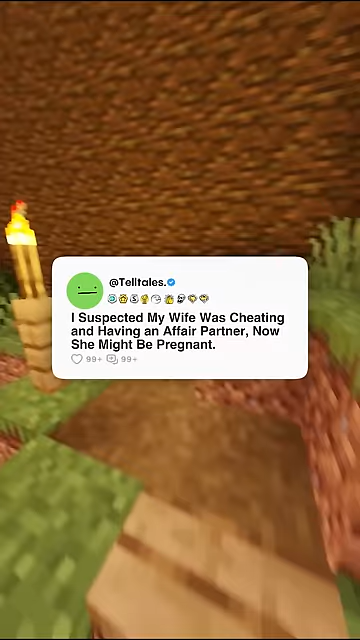 @Telltales.
I Suspected My Wife Was Cheating
and Having an Affair Partner, Now
She Might Be Pregnant.
99+ 99+